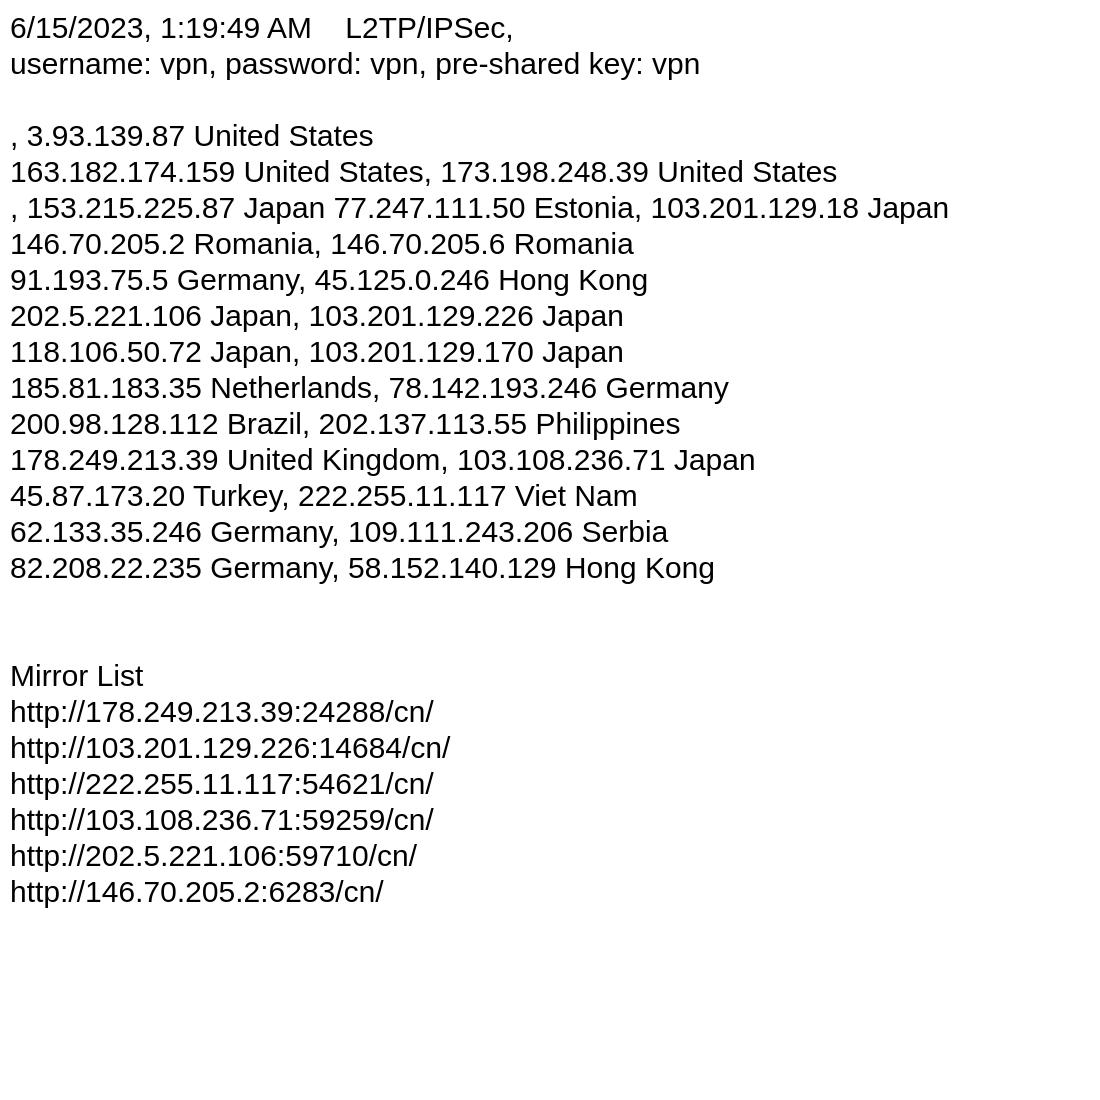 6/15/2023, 1:19:49 AM    L2TP/IPSec,
username: vpn, password: vpn, pre-shared key: vpn
, 3.93.139.87 United States
163.182.174.159 United States, 173.198.248.39 United States
, 153.215.225.87 Japan 77.247.111.50 Estonia, 103.201.129.18 Japan
146.70.205.2 Romania, 146.70.205.6 Romania
91.193.75.5 Germany, 45.125.0.246 Hong Kong
202.5.221.106 Japan, 103.201.129.226 Japan
118.106.50.72 Japan, 103.201.129.170 Japan
185.81.183.35 Netherlands, 78.142.193.246 Germany
200.98.128.112 Brazil, 202.137.113.55 Philippines
178.249.213.39 United Kingdom, 103.108.236.71 Japan
45.87.173.20 Turkey, 222.255.11.117 Viet Nam
62.133.35.246 Germany, 109.111.243.206 Serbia
82.208.22.235 Germany, 58.152.140.129 Hong Kong
Mirror List
http://178.249.213.39:24288/cn/
http://103.201.129.226:14684/cn/
http://222.255.11.117:54621/cn/
http://103.108.236.71:59259/cn/
http://202.5.221.106:59710/cn/
http://146.70.205.2:6283/cn/